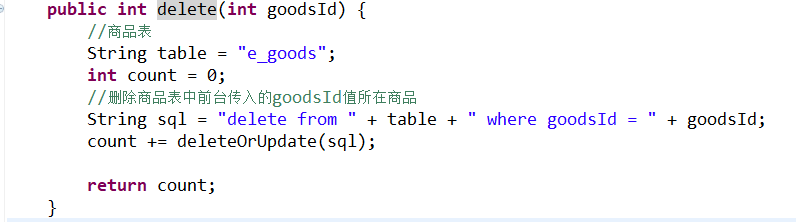 public int delete(int goodsId) {
//商品表
String table = "e_goods";
int count = 0;
//删除商品表中前台传入的goodsId值所在商品
String sql = "delete from " + table + " where goodsId = " + goodsId;
count += deleteOrUpdate(sql);
return count;
}